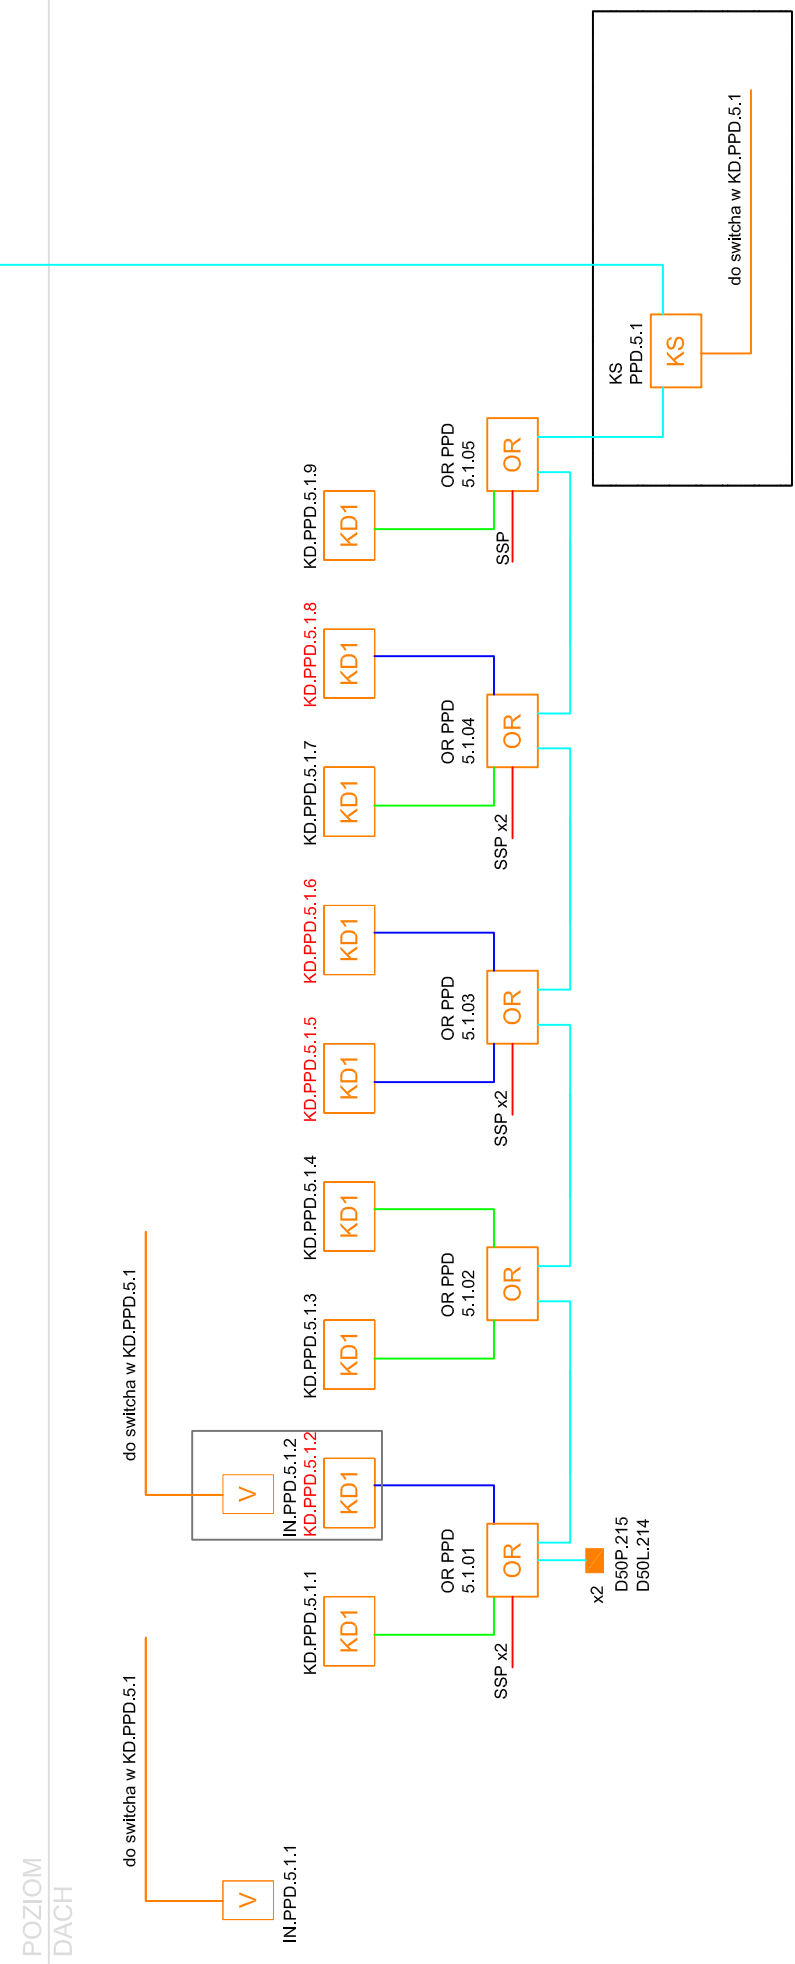 POZIOM
DACH
do switcha w KD.PPD.5.1
V
IN.PPD.5.1.1
do switcha w KD.PPD.5.1
V
IN.PPD.5.1.2
KD.PPD.5.1.2
KD1
KD.PPD.5.1.1
KD1
OR PPD
5.1.01
OR
SSP x2
x2
D50P.215
D50L.214
KD.PPD.5.1.3
KD1
KD.PPD.5.1.4
KD1
OR PPD
5.1.02
OR
KD.PPD.5.1.5
KD1
KD.PPD.5.1.6
KD1
OR PPD
5.1.03
OR
SSP x2
KD.PPD.5.1.7
KD1
KD.PPD.5.1.8
KD1
OR PPD
5.1.04
OR
SSP x2
KD.PPD.5.1.9
KD1
OR PPD
5.1.05
OR
SSP
KS
PPD.5.1
KS
do switcha w KD.PPD.5.1